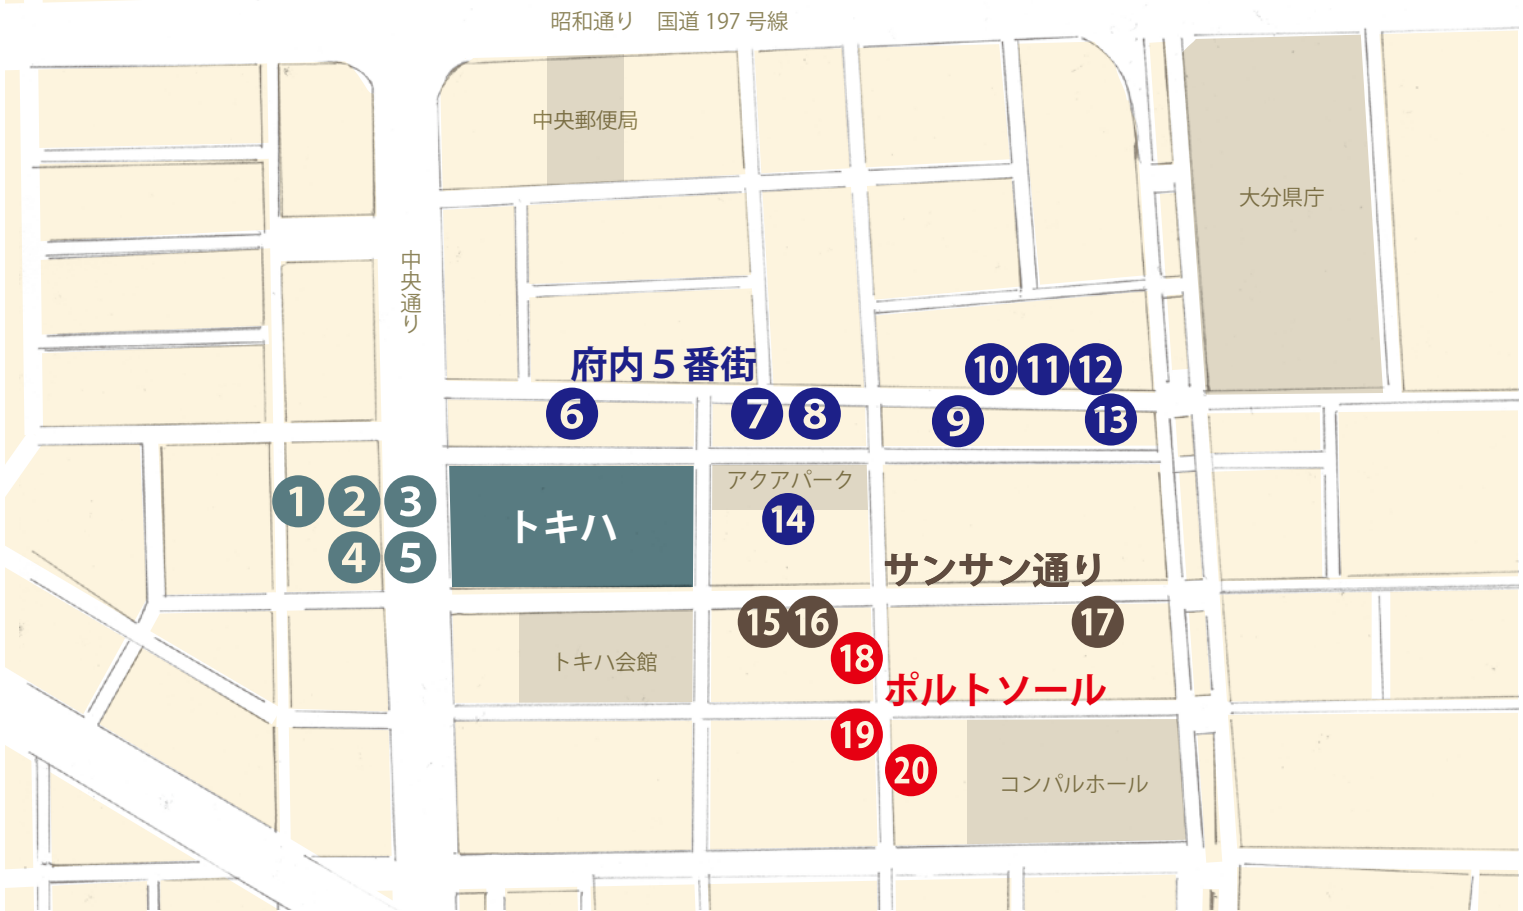 昭和通り 国道 197 号線
中央郵便局
大分県庁
中央通り
府内５番街
10 11 12
6 7 8 9 13
アクアパーク
1 2 3
トキハ
14
4 5
サンサン通り
15 16 17
トキハ会館
18
ポルトソール
19
20
コンパルホール